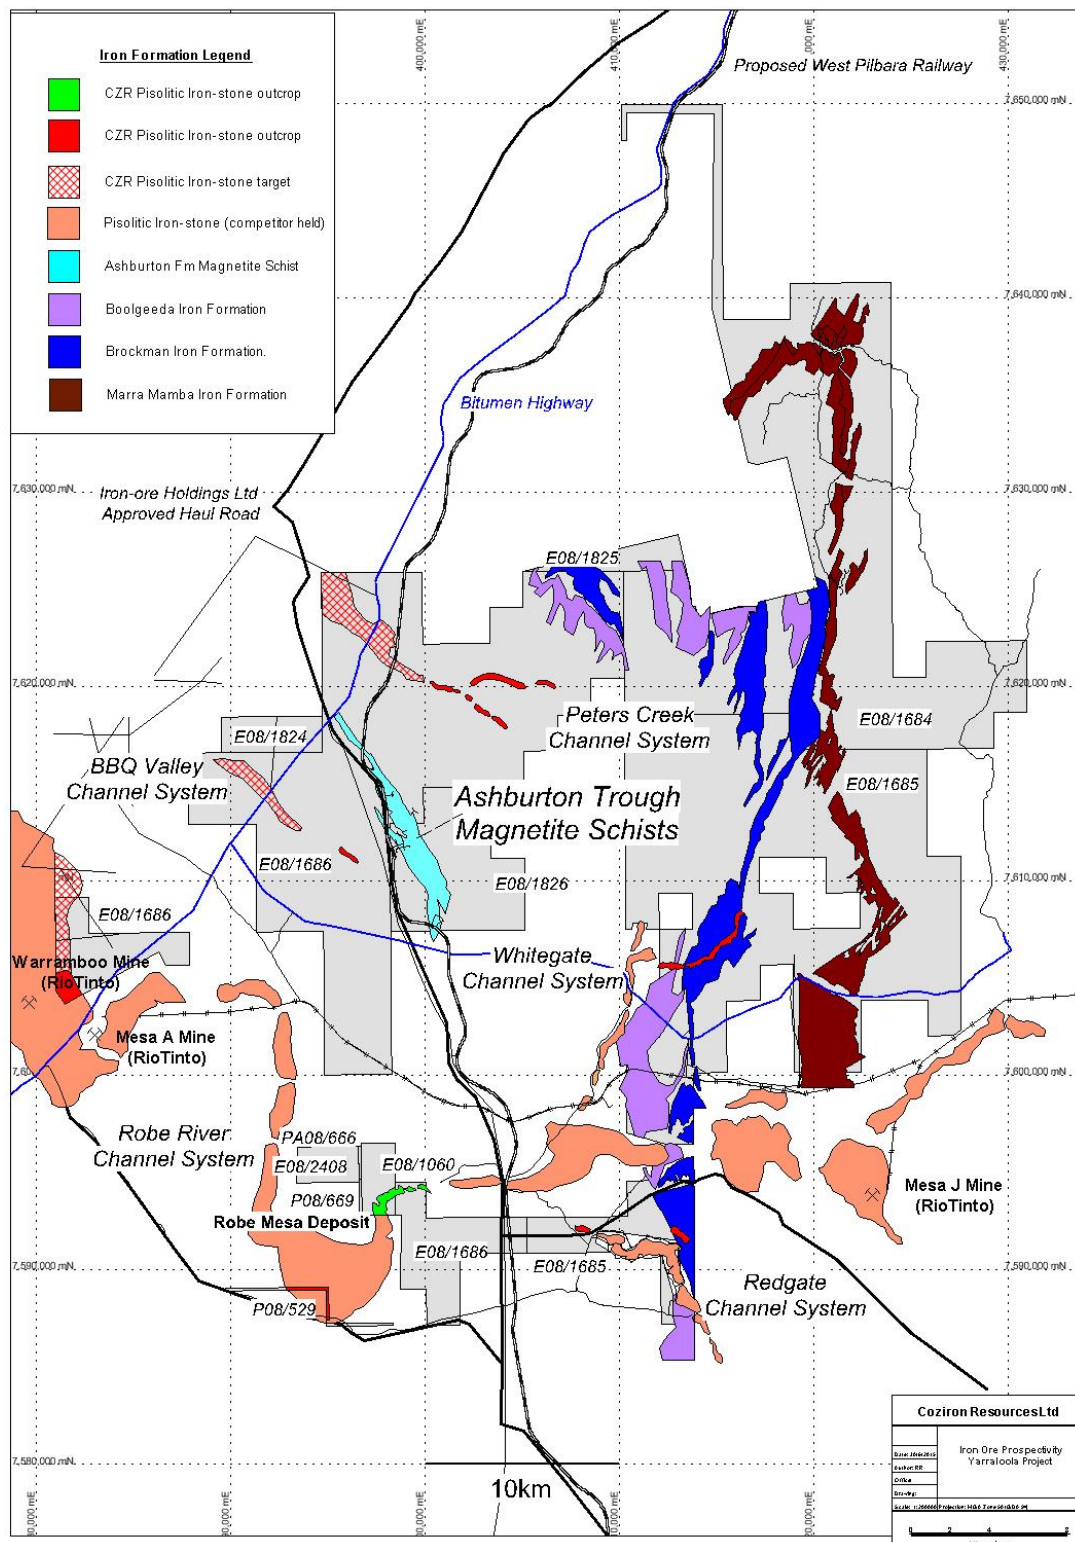 Iron Formation Legend
CZR Pisolitic Iron-stone outcrop
CZR Pisolitic Iron-stone outcrop
CZR Pisolitic Iron-stone target
Pisolitic Iron-stone (competitor held)
Ashburton Fm Magnetite Schist
Boolgeeda Iron Formation
Brockman Iron Formation.
Marra Mamba Iron Formation
400,000 mE
410,000 mE
430,000 mE
Proposed West Pilbara Railway
7,650,000 mN
7,640,000 mN
7,640,000 mN
Bitumen Highway
7,630,000 mN
7,630,000 mN
Iron-ore Holdings Ltd
Approved Haul Road
E08/1825
7,620,000 mN
7,620,000 mN
E08/1824
Peters Creek
Channel System
E08/1684
BBQ Valley
Channel System
E08/1685
Ashburton Trough
Magnetite Schists
E08/1686
E08/1826
7,610,000 mN
E08/1686
Warramboo Mine
(RioTinto)
Whitegate
Channel System
Mesa A Mine
(RioTinto)
7,600,000 mN
Robe River
Channel System
PA08/666
E08/2408
E08/1060
P08/669
Robe Mesa Deposit
Mesa J Mine
(RioTinto)
E08/1686
E08/1685
7,590,000 mN
7,590,000 mN
P08/529
Redgate
Channel System
7,580,000 mN
10km
Coziron Resources Ltd
Iron Ore Prospectivity
Yarraloola Project
0 2 4 8